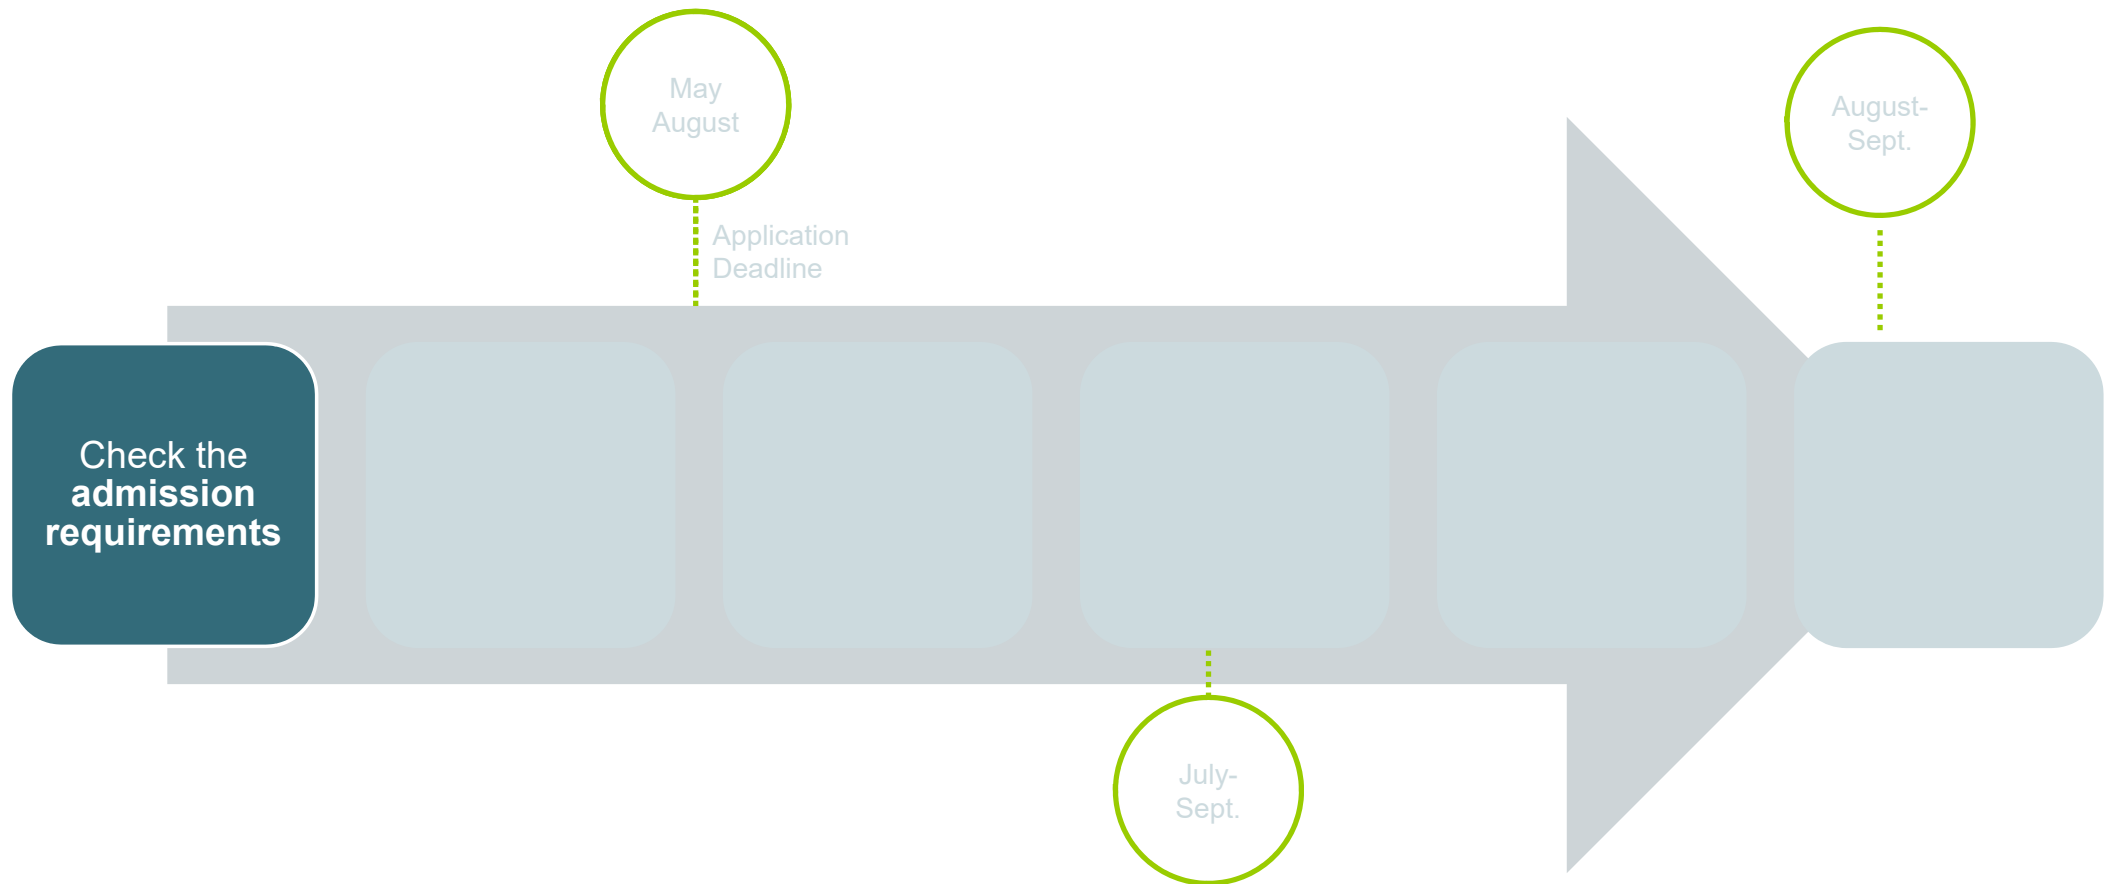 May
August
August-
Sept.
Application
Deadline
Check the
admission
requirements
July-
Sept.